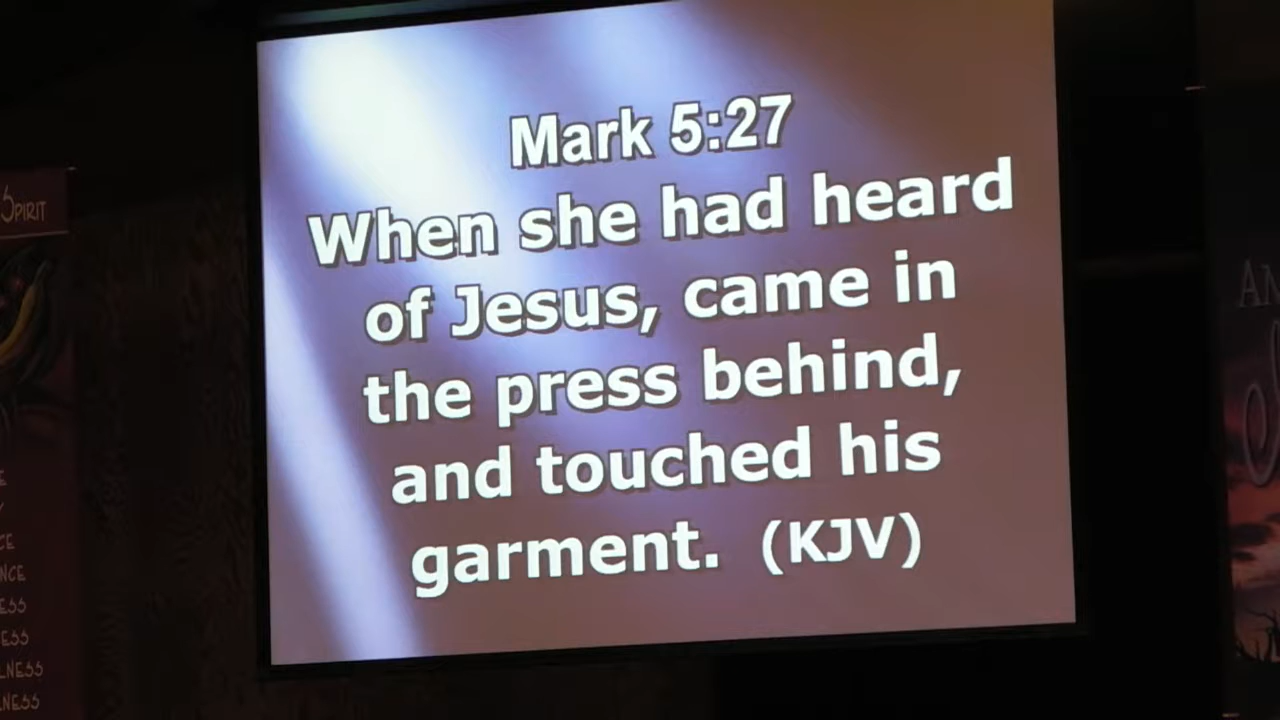 Mark 5:27
When she had heard
of Jesus, came in
the press behind,
and touched his
garment. (KJV)
SPIRIT